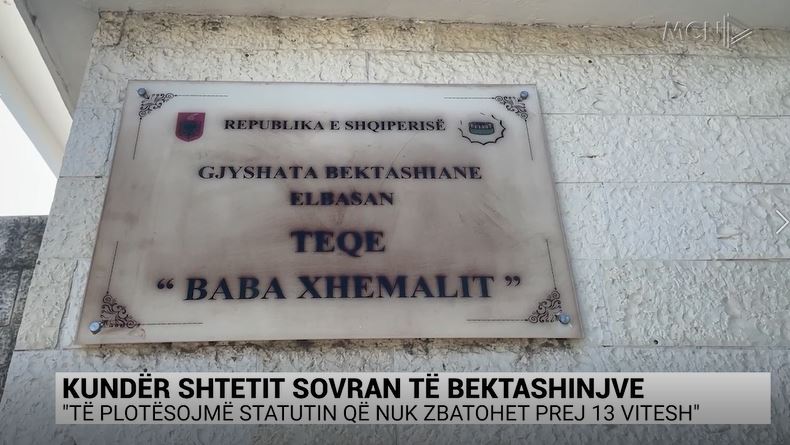 MCN
REPUBLIKA E SHQIPERISË
GJYSHATA BEKTASHIANE
ELBASAN
TEQE
“ BABA XHEMALIT ”
KUNDËR SHTETIT SOVRAN TË BEKTASHINJVE
"TË PLOTËSOJMË STATUTIN QË NUK ZBATOHET PREJ 13 VITESH"